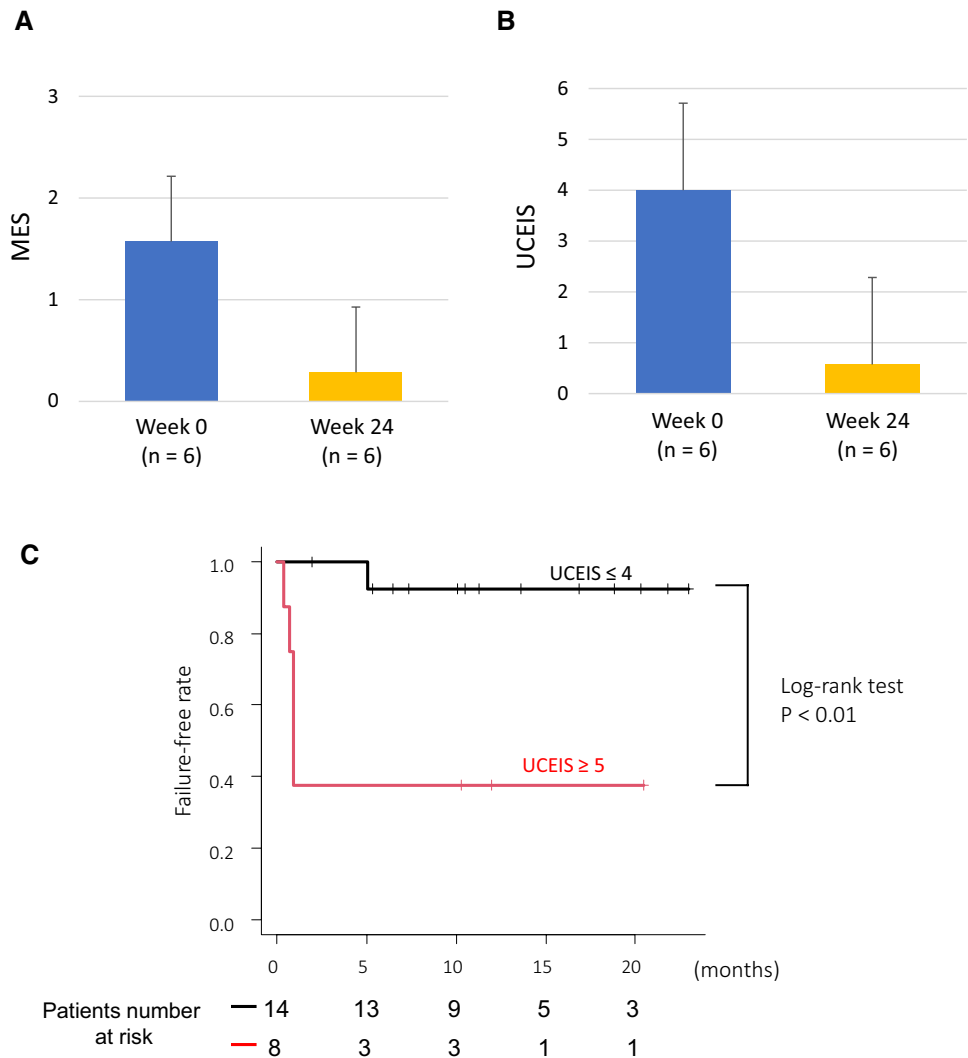 A
B
MES
3
2
1
0
Week 0
(n = 6)
Week 24
(n = 6)
UCEIS
6
5
4
3
2
1
0
Week 0
(n = 6)
Week 24
(n = 6)
C
Failure-free rate
1.0
0.8
0.6
0.4
0.2
0.0
UCEIS ≤ 4
UCEIS ≥ 5
Log-rank test
P < 0.01
0 5 10 15 20 (months)
Patients number
at risk
14 13 9 5 3
8 3 3 1 1